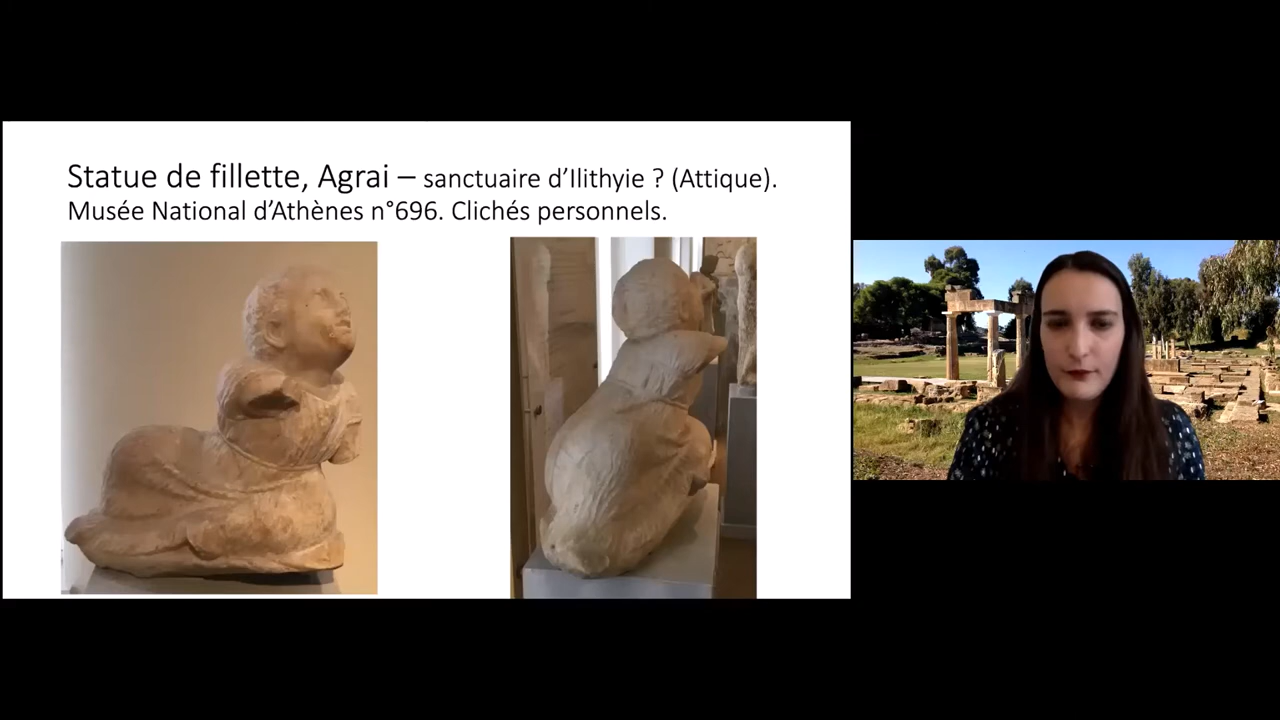 Statue de fillette, Agrai – sanctuaire d’Ilithyie ? (Attique).
Musée National d’Athènes n°696. Clichés personnels.